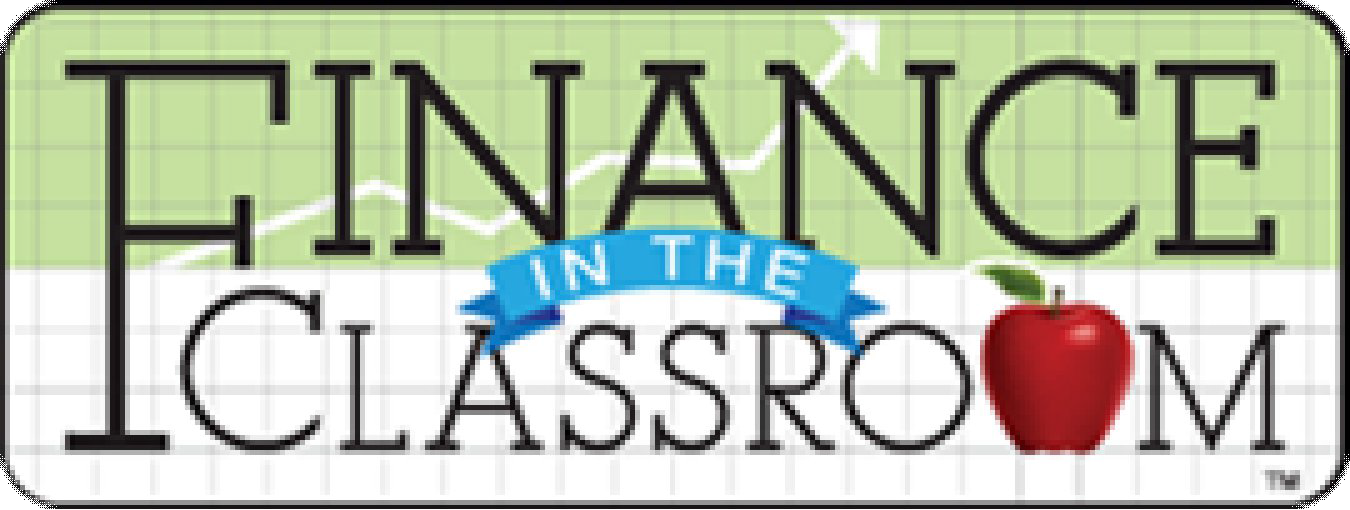 FINANCE
IN THE
CLASSROOM
TM